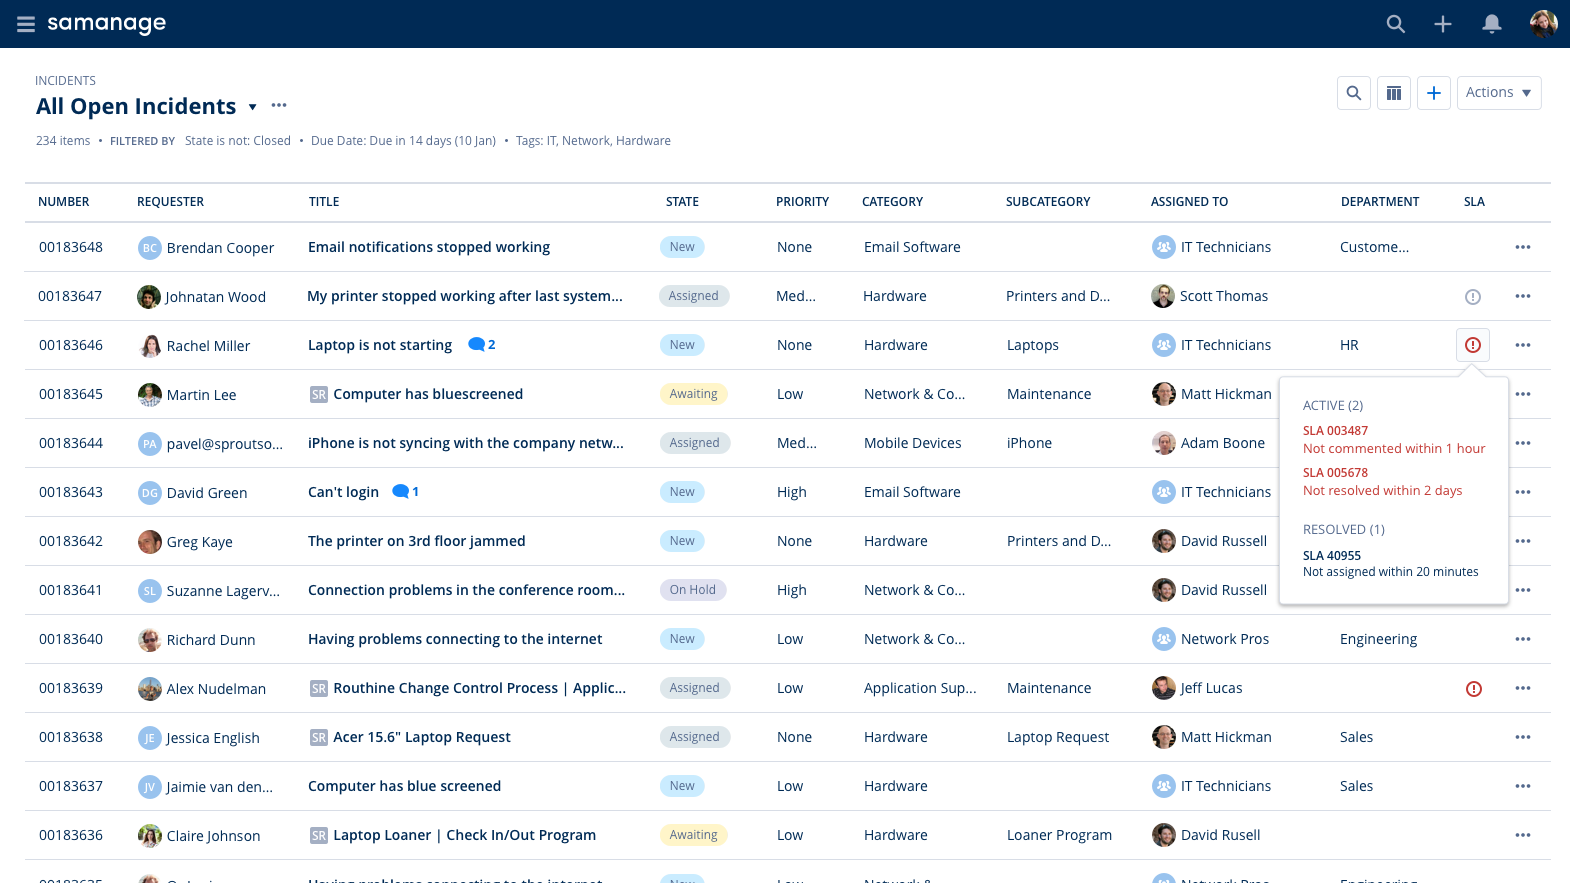 samanage
INCIDENTS
All Open Incidents ▼ •••
Actions ▼
234 items • FILTERED BY State is not: Closed • Due Date: Due in 14 days (10 Jan) • Tags: IT, Network, Hardware
NUMBER REQUESTER TITLE STATE PRIORITY CATEGORY SUBCATEGORY ASSIGNED TO DEPARTMENT SLA
00183648 BC Brendan Cooper Email notifications stopped working New None Email Software IT Technicians Custome...
00183647 Johnatan Wood My printer stopped working after last system... Assigned Med... Hardware Printers and D... Scott Thomas
00183646 Rachel Miller Laptop is not starting 2 New None Hardware Laptops IT Technicians HR
00183645 Martin Lee SR Computer has bluescreened Awaiting Low Network & Co... Maintenance Matt Hickman
00183644 PA pavel@sproutso... iPhone is not syncing with the company netw... Assigned Med... Mobile Devices iPhone Adam Boone
00183643 DG David Green Can't login 1 New High Email Software IT Technicians
00183642 Greg Kaye The printer on 3rd floor jammed New None Hardware Printers and D... David Russell
00183641 SL Suzanne Lagerv... Connection problems in the conference room... On Hold High Network & Co... David Russell
00183640 Richard Dunn Having problems connecting to the internet New Low Network & Co... Network Pros Engineering
00183639 Alex Nudelman SR Routhine Change Control Process | Applic... Assigned Low Application Sup... Maintenance Jeff Lucas
00183638 JE Jessica English SR Acer 15.6" Laptop Request Assigned None Hardware Laptop Request Matt Hickman Sales
00183637 JV Jaimie van den... Computer has blue screened New Low Hardware IT Technicians Sales
00183636 Claire Johnson SR Laptop Loaner | Check In/Out Program Awaiting Low Hardware Loaner Program David Rusell
ACTIVE (2)
SLA 003487
Not commented within 1 hour
SLA 005678
Not resolved within 2 days
RESOLVED (1)
SLA 40955
Not assigned within 20 minutes